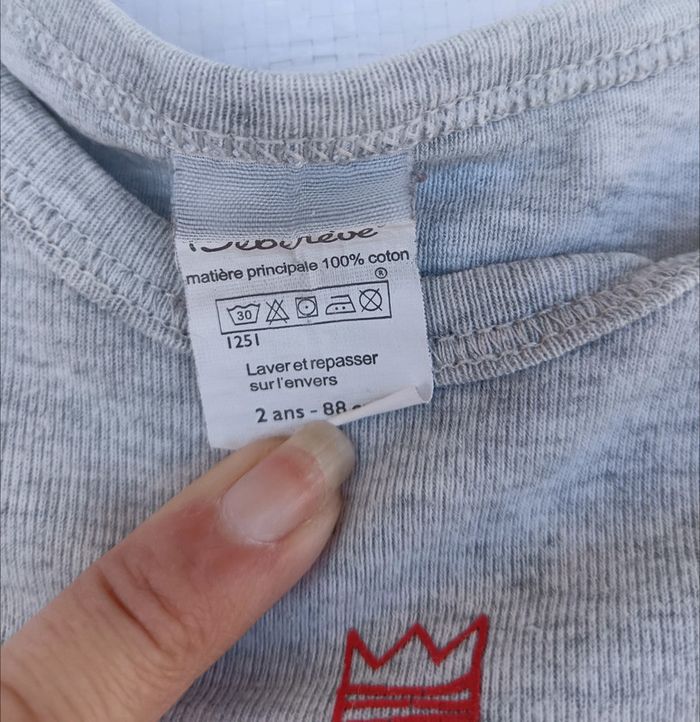 matière principale 100% coton
®
30
1251
Laver et repasser
sur l'envers
2 ans - 88